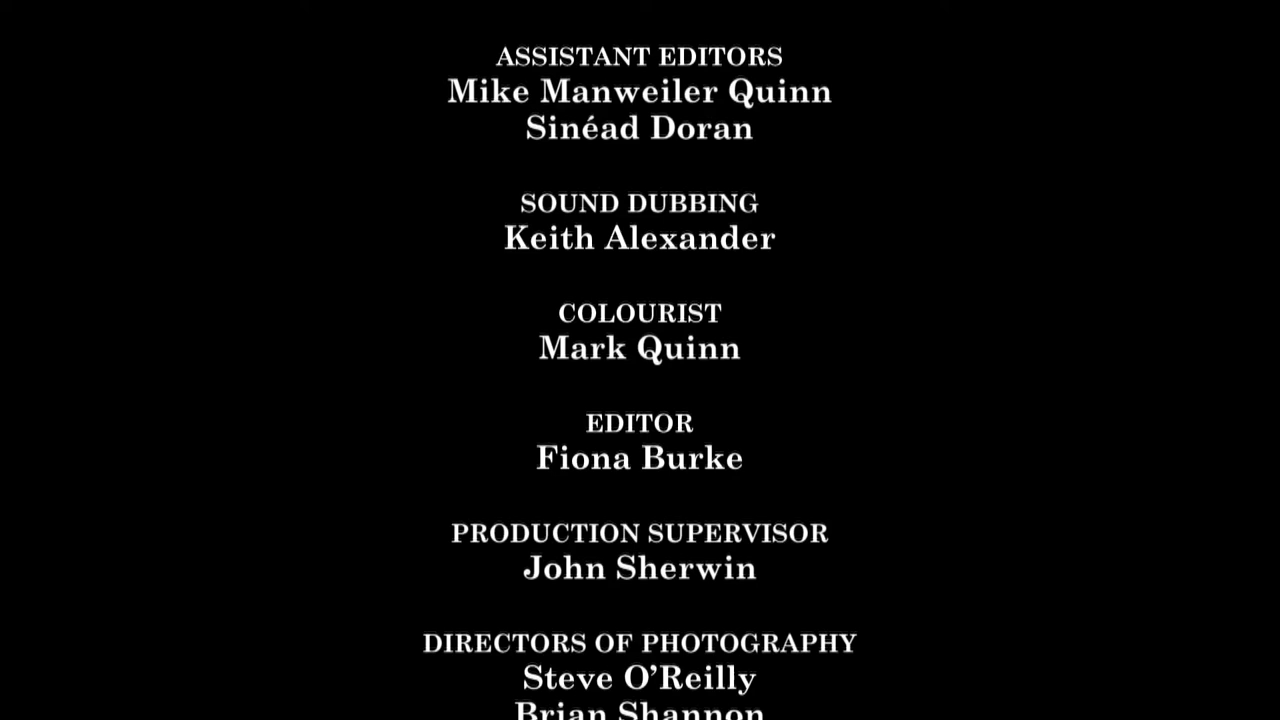 ASSISTANT EDITORS
Mike Manweiler Quinn
Sinéad Doran
SOUND DUBBING
Keith Alexander
COLOURIST
Mark Quinn
EDITOR
Fiona Burke
PRODUCTION SUPERVISOR
John Sherwin
DIRECTORS OF PHOTOGRAPHY
Steve O’Reilly
Brian Shannon